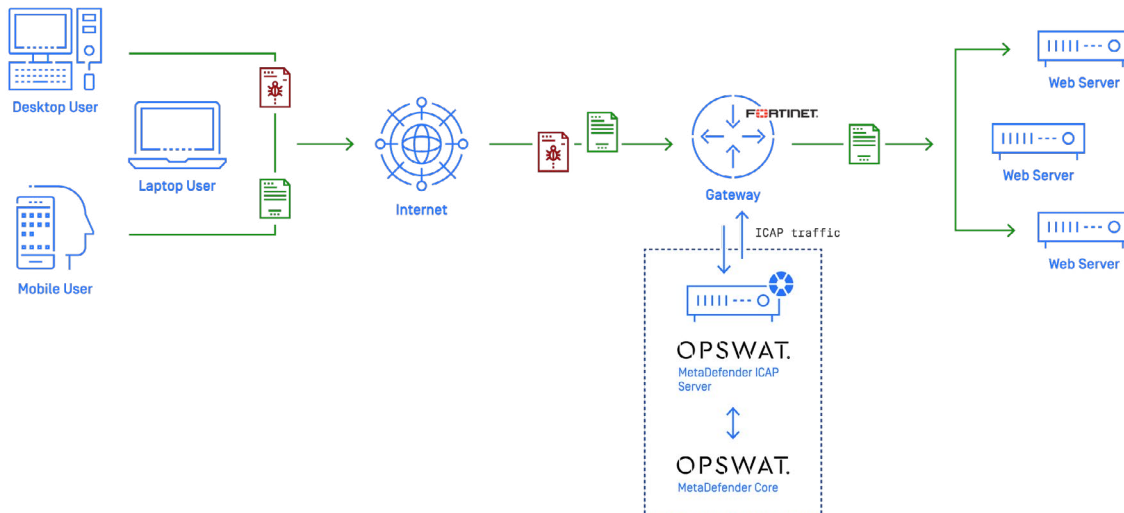 Desktop User
Laptop User
Mobile User
Internet
FORTINET.
Gateway
ICAP traffic
OPSWAT.
MetaDefender ICAP
Server
OPSWAT.
MetaDefender Core
Web Server
Web Server
Web Server